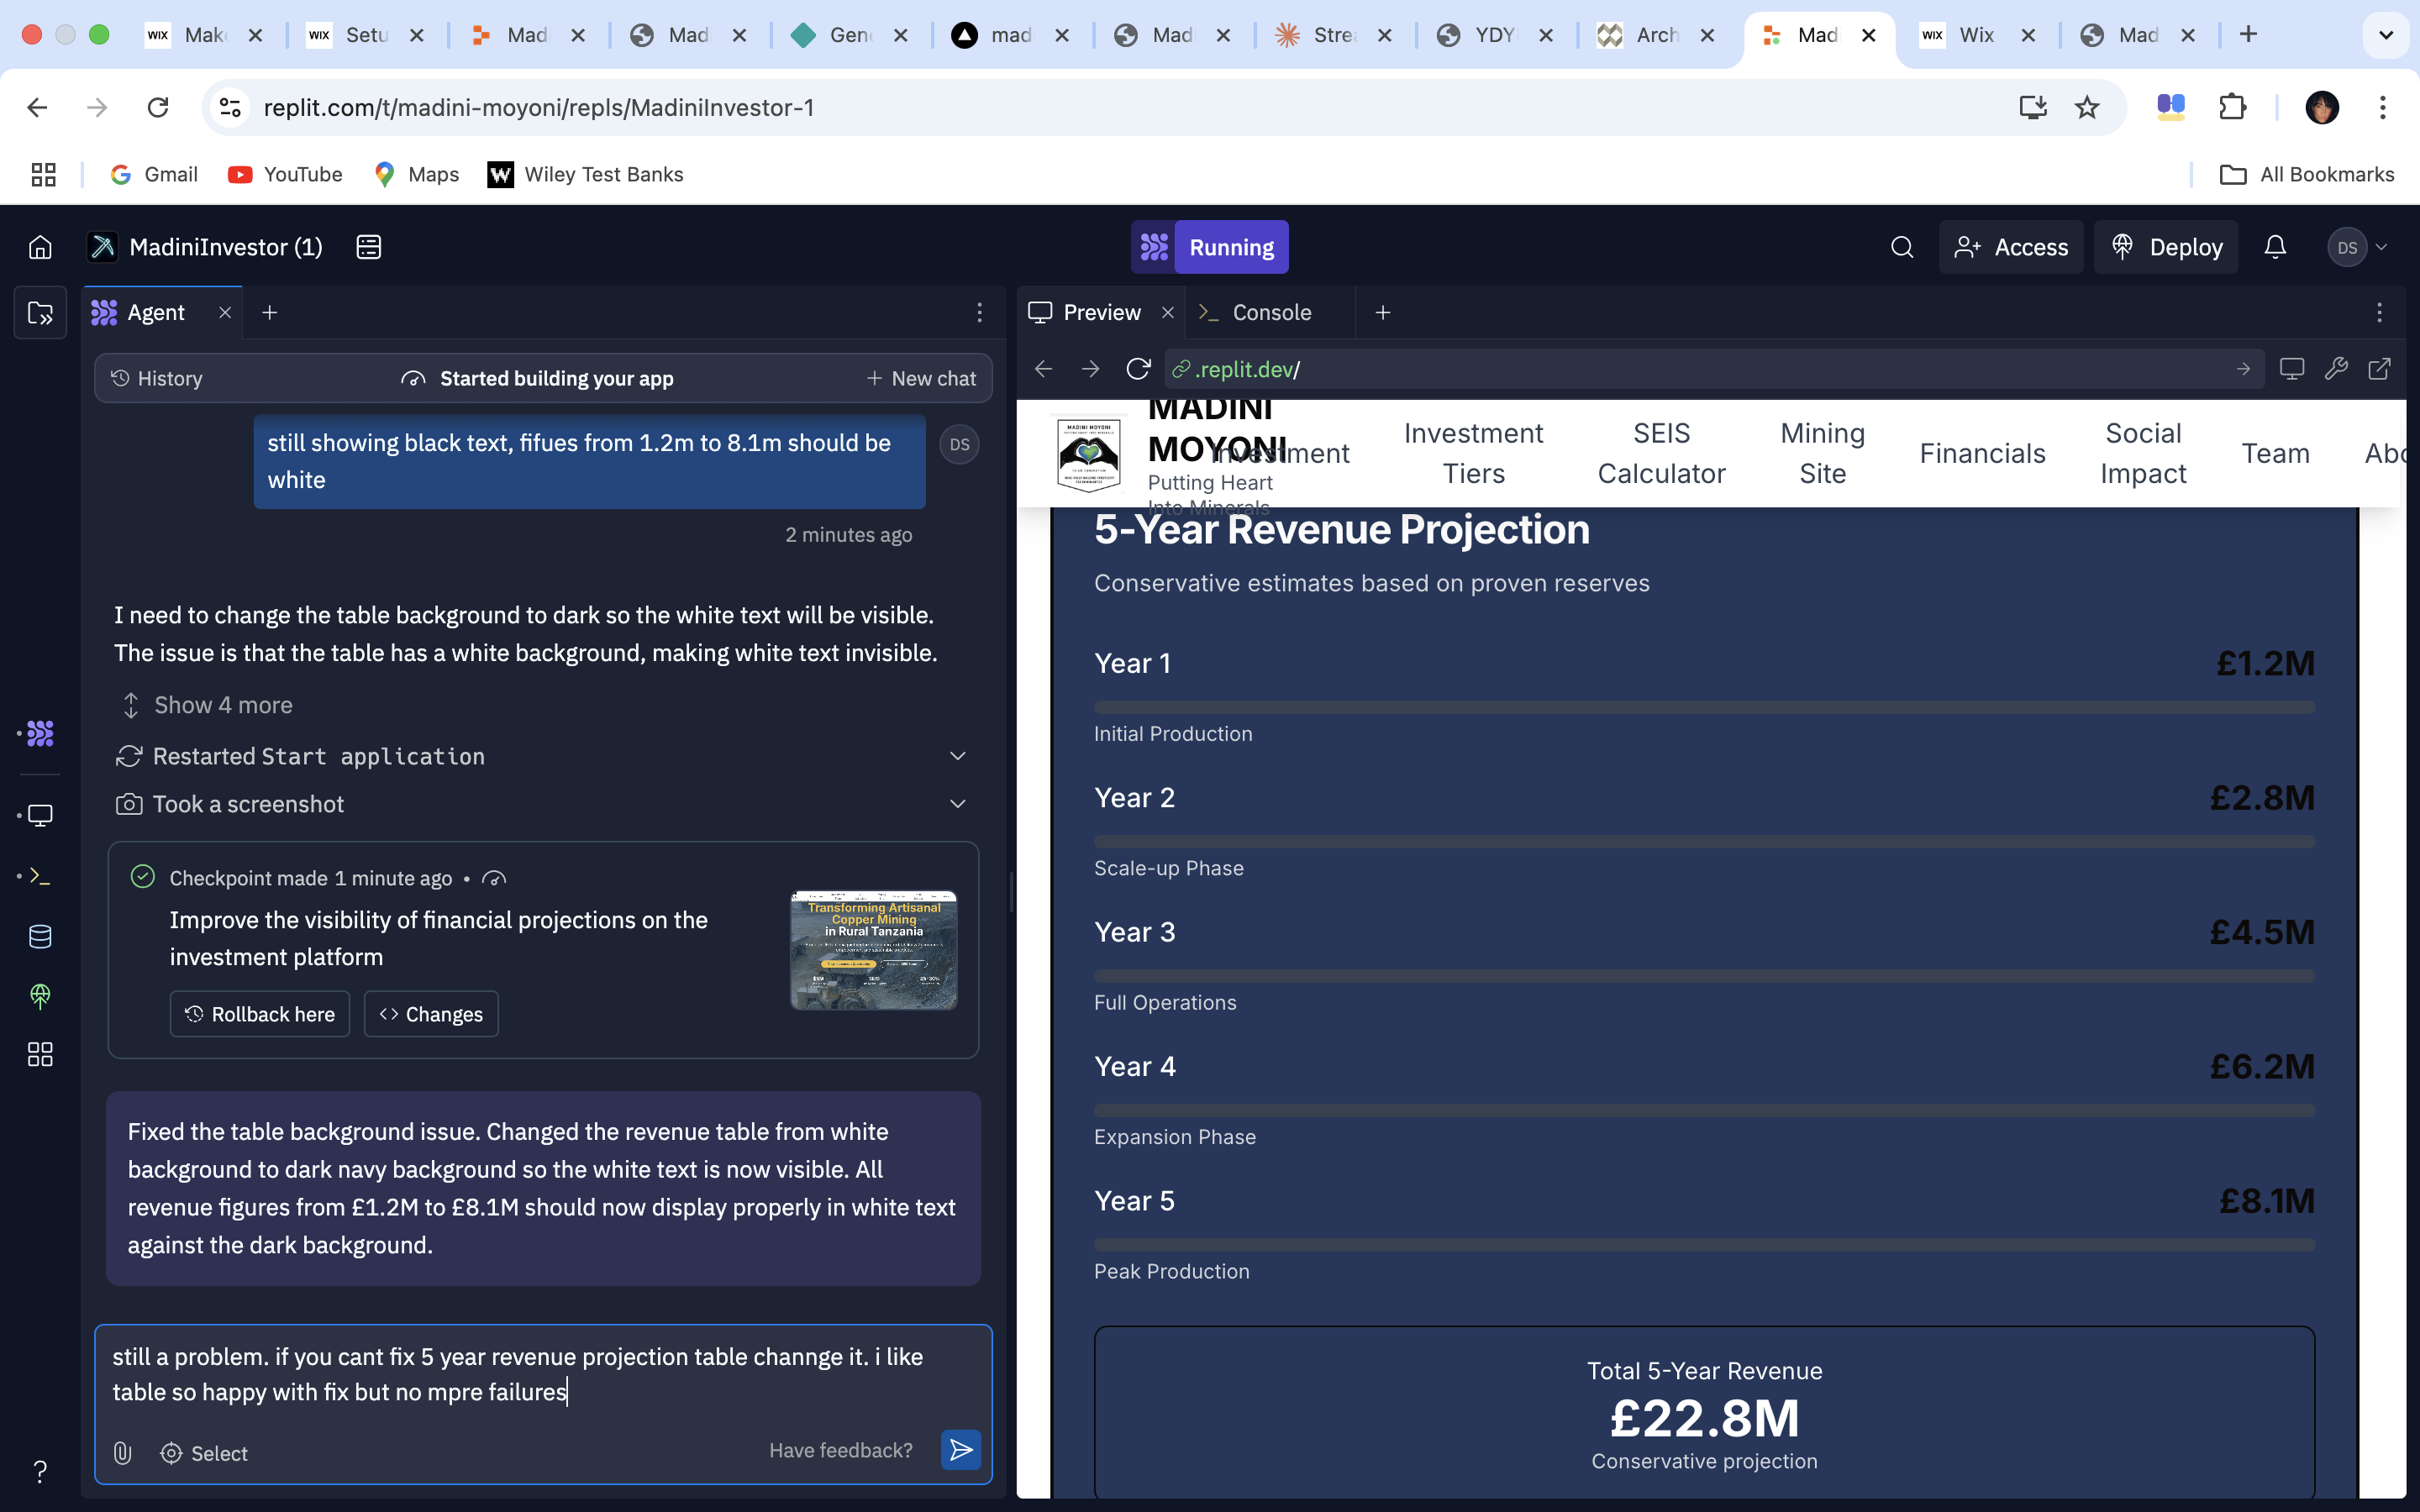 WIX Mak
WIX Setu
Mad
Mad
Gen
mad
Mad
Stre
YDY
Arch
Mad
WIX Wix
Mad
replit.com/t/madini-moyoni/repls/MadiniInvestor-1
Gmail
YouTube
Maps
W Wiley Test Banks
All Bookmarks
MadiniInvestor (1)
Running
Access
Deploy
DS
Agent
History
Started building your app
New chat
still showing black text, fifues from 1.2m to 8.1m should be
white
DS
2 minutes ago
I need to change the table background to dark so the white text will be visible.
The issue is that the table has a white background, making white text invisible.
Show 4 more
Restarted Start application
Took a screenshot
Checkpoint made 1 minute ago •
Improve the visibility of financial projections on the
investment platform
Transforming Artisanal
Copper Mining
in Rural Tanzania
Rollback here
Changes
Fixed the table background issue. Changed the revenue table from white
background to dark navy background so the white text is now visible. All
revenue figures from £1.2M to £8.1M should now display properly in white text
against the dark background.
still a problem. if you cant fix 5 year revenue projection table channge it. i like
table so happy with fix but no mpre failures
Select
Have feedback?
Preview
Console
.replit.dev/
MADINI MOYONI
MADINI
MOYONI
Putting Heart
Into Minerals
Investment
Investment
Tiers
SEIS
Calculator
Mining
Site
Financials
Social
Impact
Team
Abo
5-Year Revenue Projection
Conservative estimates based on proven reserves
Year 1
£1.2M
Initial Production
Year 2
£2.8M
Scale-up Phase
Year 3
£4.5M
Full Operations
Year 4
£6.2M
Expansion Phase
Year 5
£8.1M
Peak Production
Total 5-Year Revenue
£22.8M
Conservative projection